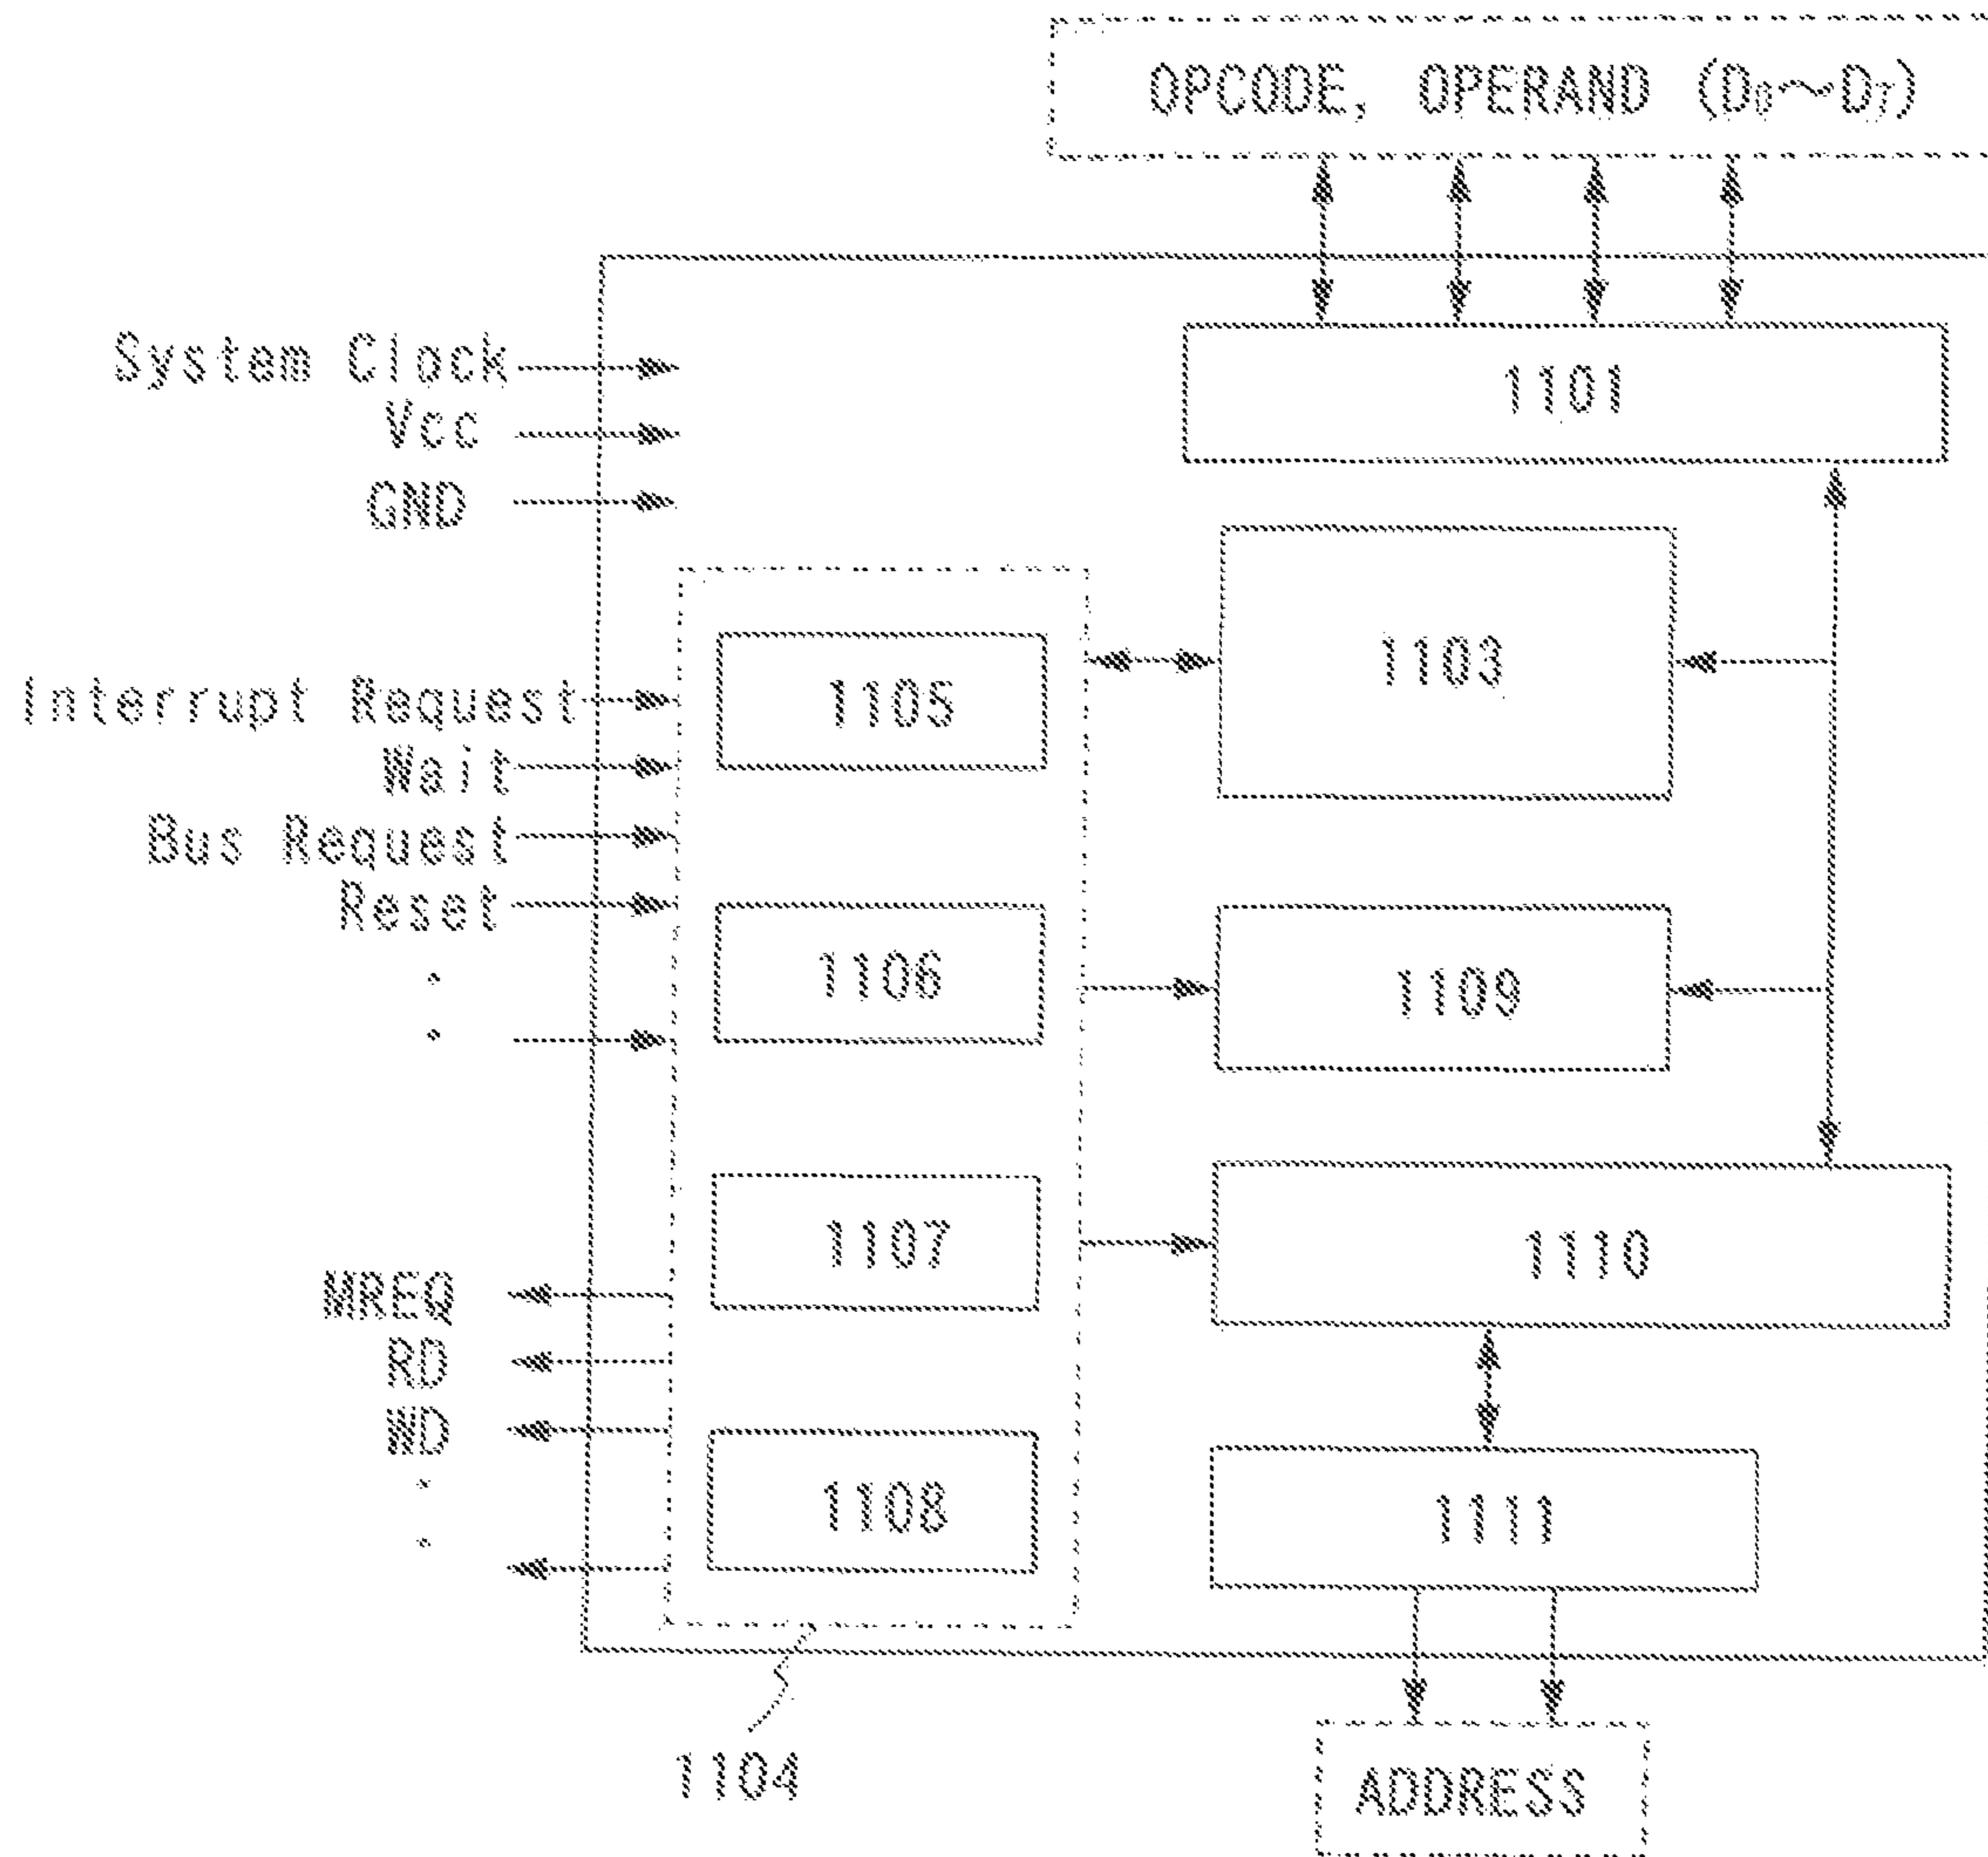 OPCODE, OPERAND (D0~D7)
System Clock
Vcc
GND
1101
1103
1105
Interrupt Request
Wait
Bus Request
Reset
1106
1109
1107
1110
MREQ
RD
WD
1108
1111
1104
ADDRESS